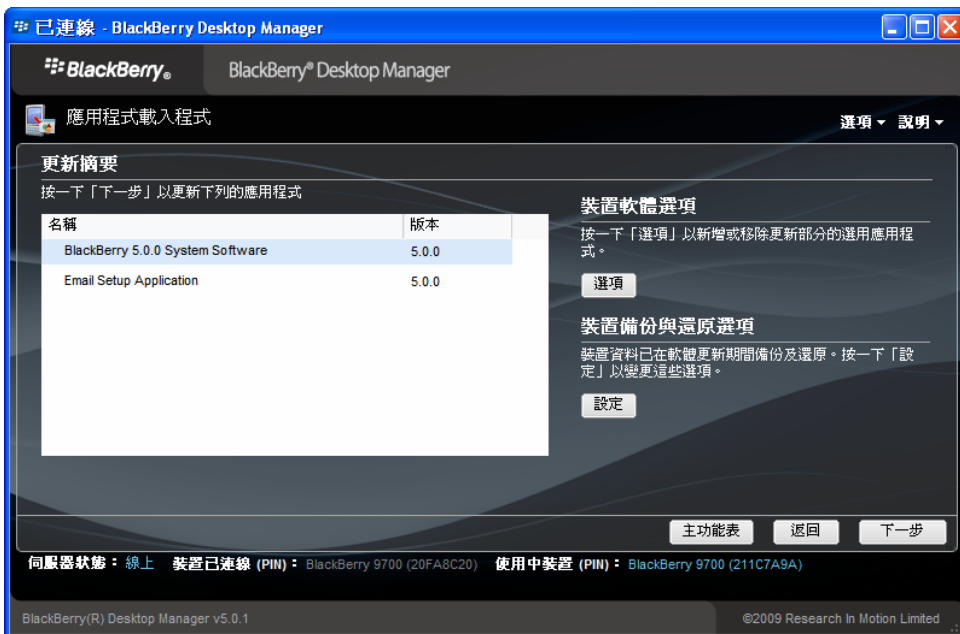 已連線 - BlackBerry Desktop Manager
BlackBerry® BlackBerry® Desktop Manager
應用程式載入程式
選項 說明
更新摘要
按一下「下一步」以更新下列的應用程式
名稱 版本
BlackBerry 5.0.0 System Software 5.0.0
Email Setup Application 5.0.0
裝置軟體選項
按一下「選項」以新增或移除更新部分的選用應用程
式。
選項
裝置備份與還原選項
裝置資料已在軟體更新期間備份及還原。按一下「設
定」以變更這些選項。
設定
主功能表 返回 下一步
伺服器狀態：線上 裝置已連線 (PIN)：BlackBerry 9700 (20FA8C20) 使用中裝置 (PIN)：BlackBerry 9700 (211C7A9A)
BlackBerry(R) Desktop Manager v5.0.1 ©2009 Research In Motion Limited